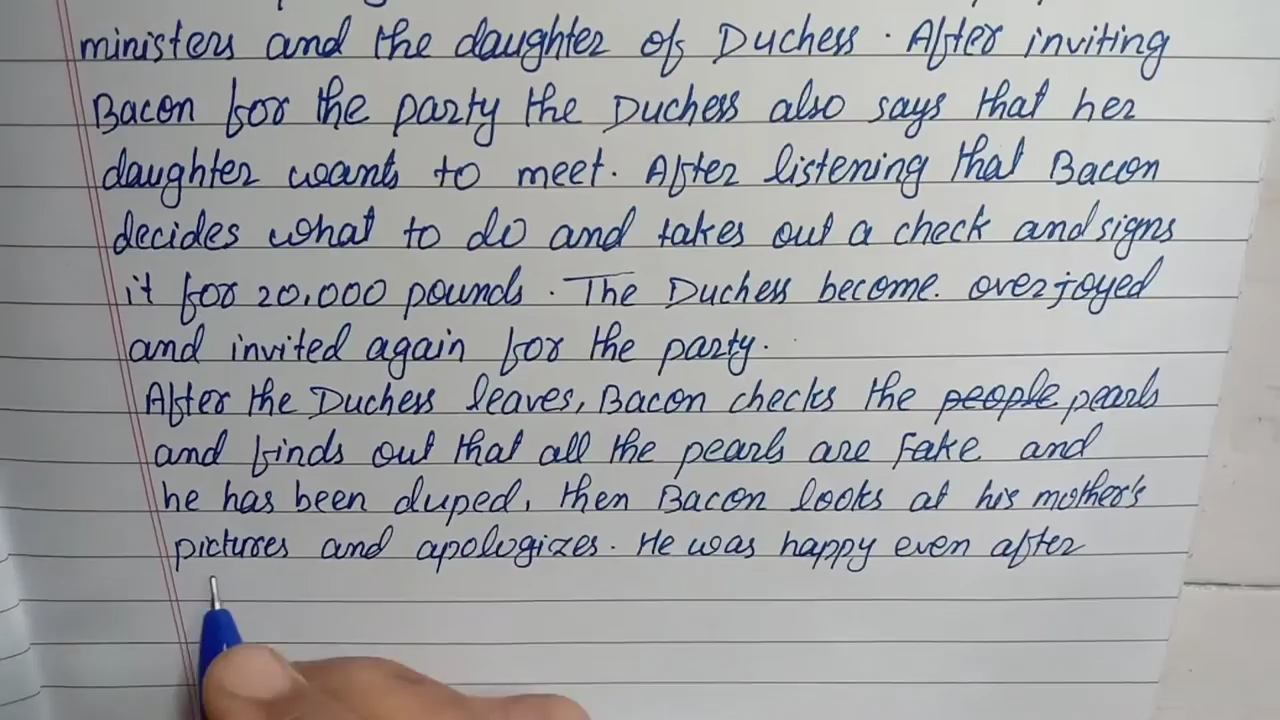 ministers and the daughter of Duchess. After inviting
Bacon for the party the Duchess also says that her
daughter wants to meet. After listening that Bacon
decides what to do and takes out a check and signs
it for 20,000 pounds. The Duchess become. overjoyed
and invited again for the party.
After the Duchess leaves, Bacon checks the people pearls
and finds out that all the pearls are Fake and
he has been duped, then Bacon looks at his mother's
pictures and apologizes. He was happy even after